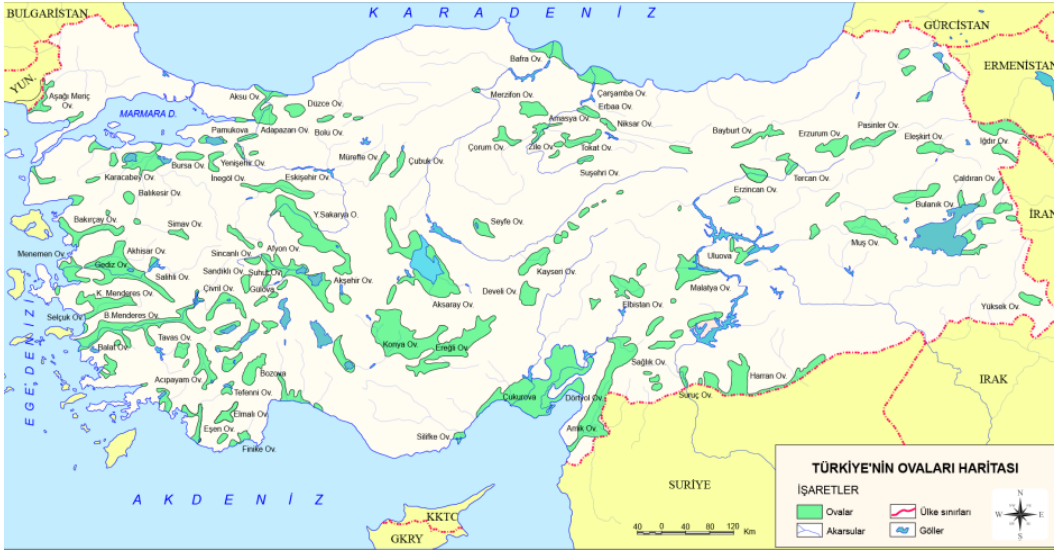 K A R A D E N İ Z
BULGARİSTAN
GÜRCİSTAN
ERMENİSTAN
YUN.
Aşağı Meriç
Ov.
MARMARA D.
Aksu Ov.
Düzce Ov.
Adapazarı Ov.
Bolu Ov.
Pamukova
Bafra Ov.
Merzifon Ov.
Çarşamba Ov.
Erbaa Ov.
Amasya Ov.
Niksar Ov.
Çorum Ov.
Zile Ov.
Tokat Ov.
Suşehri Ov.
Bayburt Ov.
Erzurum Ov.
Pasinler Ov.
Eleşkirt Ov.
Iğdır Ov.
Tercan Ov.
Erzincan Ov.
Çaldıran Ov.
Bulanık Ov.
İRAN
Karacabey Ov.
Bursa Ov.
Yenişehir Ov.
İnegöl Ov.
Eskişehir Ov.
Mürefte Ov.
Çubuk Ov.
Balıkesir Ov.
Bakırçay Ov.
Simav Ov.
Y.Sakarya O.
Seyfe Ov.
Muş Ov.
Menemen Ov.
Akhisar Ov.
Gediz Ov.
Salihli Ov.
Sincanlı Ov.
Afyon Ov.
Sandıklı Ov.
Şuhut Ov.
Çivril Ov.
Gülova
Akşehir Ov.
Uluova
Kayseri Ov.
Develi Ov.
Aksaray Ov.
Elbistan Ov.
Malatya Ov.
K. Menderes Ov.
Selçuk Ov.
B.Menderes Ov.
Balat Ov.
Tavas Ov.
Konya Ov.
Ereğli Ov.
Yüksek Ov.
Acıpayam Ov.
Bozova
Tefenni Ov.
Elmalı Ov.
Eşen Ov.
Finike Ov.
Silifke Ov.
Çukurova
Dörtyol Ov.
Amik Ov.
Sağlık Ov.
Suruç Ov.
Harran Ov.
IRAK
SURİYE
EGE DENİZİ
A K D E N İ Z
KKTC
GKRY
40 0 40 80 120
Km
TÜRKİYE'NİN OVALARI HARİTASI
İŞARETLER
Ovalar
Ülke sınırları
Akarsular
Göller
N
W E
S